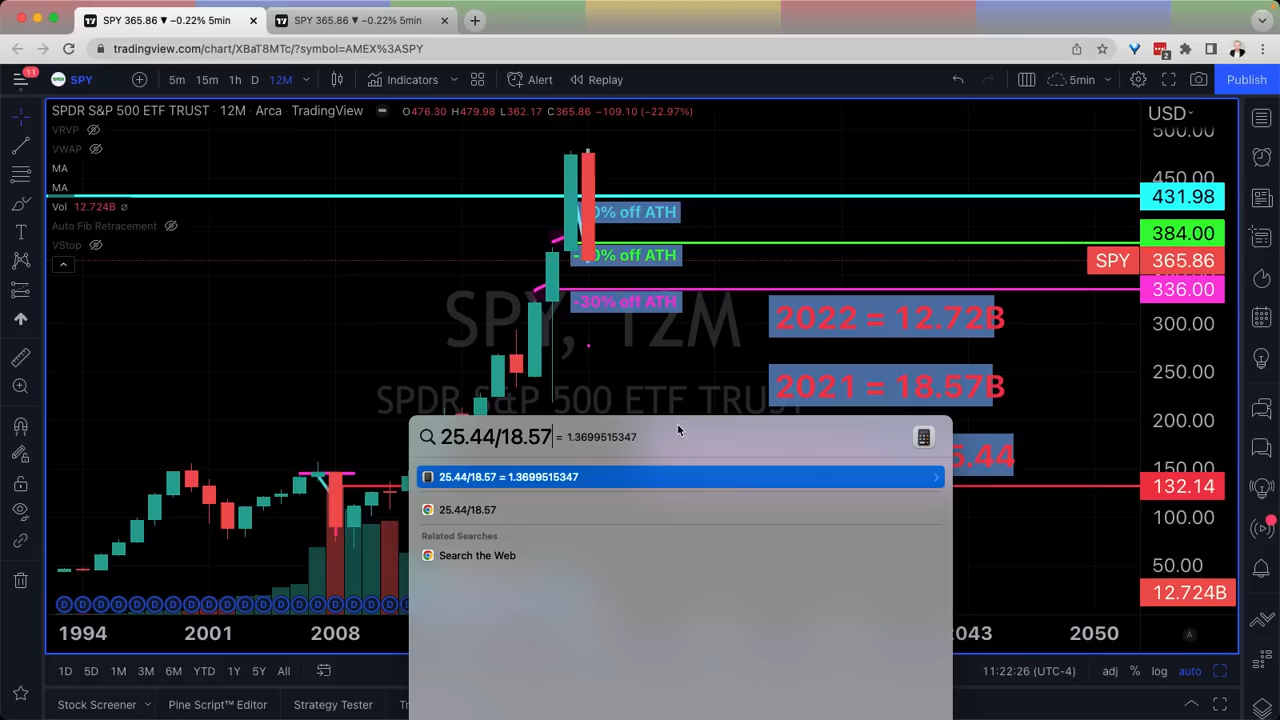 SPY 365.86 ▼ −0.22% 5min
SPY 365.86 ▼ −0.22% 5min
tradingview.com/chart/XBaT8MTc/?symbol=AMEX%3ASPY
2
11
SPY
5m
15m
1h
D
12M
Indicators
Alert
Replay
5min
Publish
SPDR S&P 500 ETF TRUST · 12M · Arca · TradingView
O476.30 H479.98 L362.17 C365.86 −109.10 (−22.97%)
USD
VRVP
VWAP
MA
MA
Vol 12.724B ∅
Auto Fib Retracement
VStop
500.00
450.00
431.98
384.00
SPY 365.86
336.00
300.00
250.00
200.00
150.00
132.14
100.00
50.00
12.724B
0% off ATH
0% off ATH
-30% off ATH
SPY, 12M
SPDR S&P 500 ETF TRUST
2022 = 12.72B
2021 = 18.57B
5.44
25.44/18.57 = 1.3699515347
25.44/18.57 = 1.3699515347
25.44/18.57
Related Searches
Search the Web
D D D D D D D D D D D D D D D D D D D
1994
2001
2008
2043
2050
A
1D
5D
1M
3M
6M
YTD
1Y
5Y
All
11:22:26 (UTC-4)
adj
%
log
auto
Stock Screener
Pine Script™ Editor
Strategy Tester